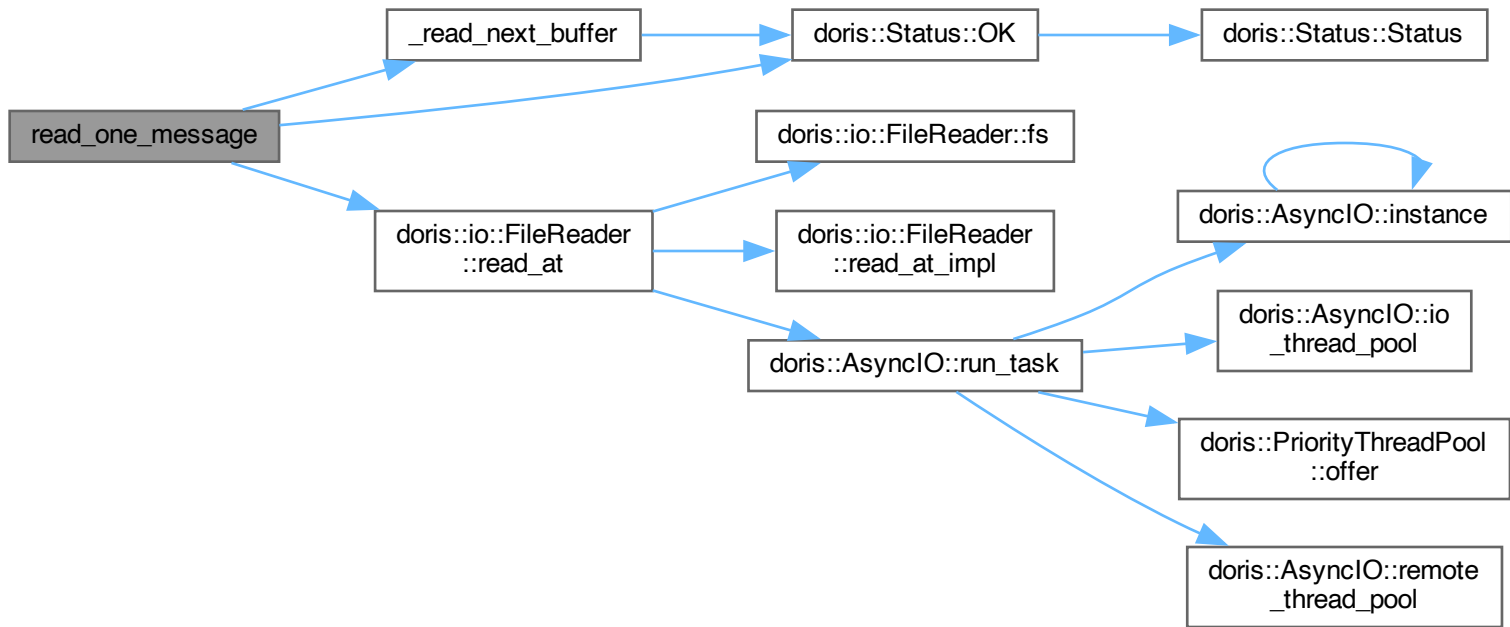 _read_next_buffer
doris::Status::OK
doris::Status::Status
read_one_message
doris::io::FileReader::fs
doris::io::FileReader
::read_at
doris::io::FileReader
::read_at_impl
doris::AsyncIO::instance
doris::AsyncIO::io
_thread_pool
doris::AsyncIO::run_task
doris::PriorityThreadPool
::offer
doris::AsyncIO::remote
_thread_pool